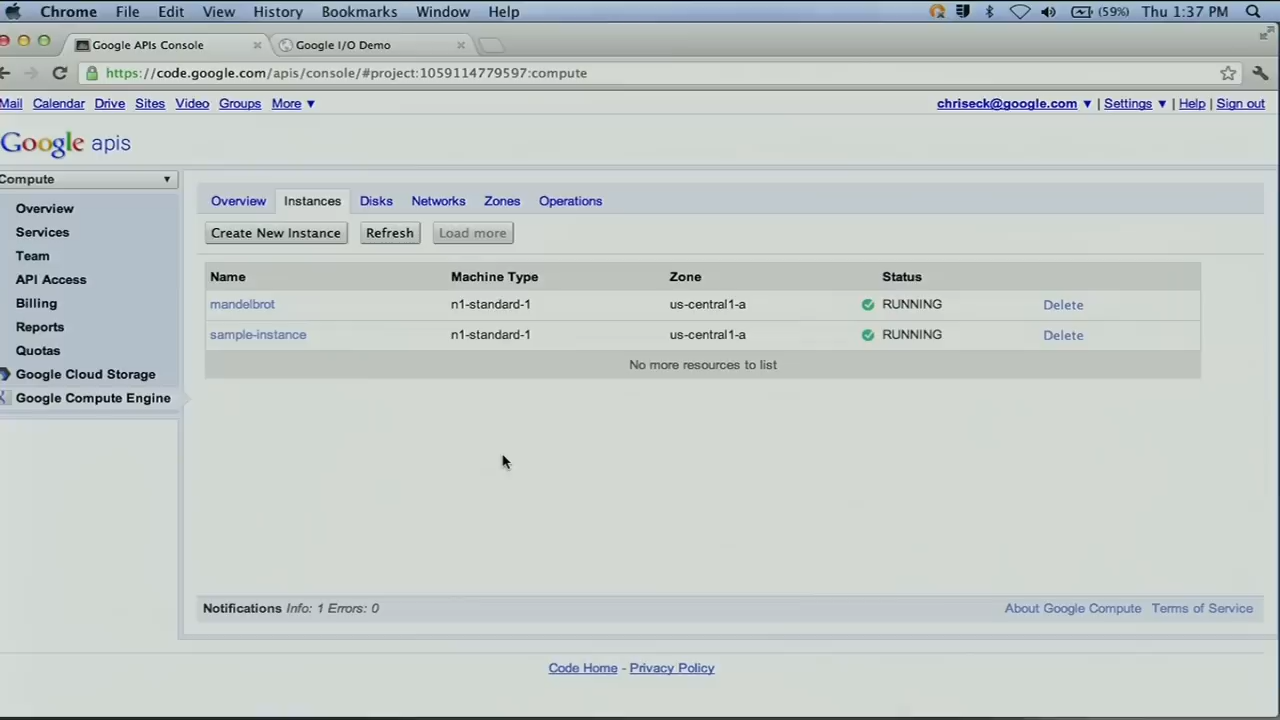 Chrome File Edit View History Bookmarks Window Help (59%) Thu 1:37 PM
Google APIs Console Google I/O Demo
https://code.google.com/apis/console/#project:1059114779597:compute
Mail Calendar Drive Sites Video Groups More ▼ chriseck@google.com ▼ | Settings ▼ | Help | Sign out
Google apis
Compute ▼
Overview
Services
Team
API Access
Billing
Reports
Quotas
Google Cloud Storage
Google Compute Engine
Overview Instances Disks Networks Zones Operations
Create New Instance Refresh Load more
Name Machine Type Zone Status
mandelbrot n1-standard-1 us-central1-a RUNNING Delete
sample-instance n1-standard-1 us-central1-a RUNNING Delete
No more resources to list
Notifications Info: 1 Errors: 0 About Google Compute Terms of Service
Code Home - Privacy Policy